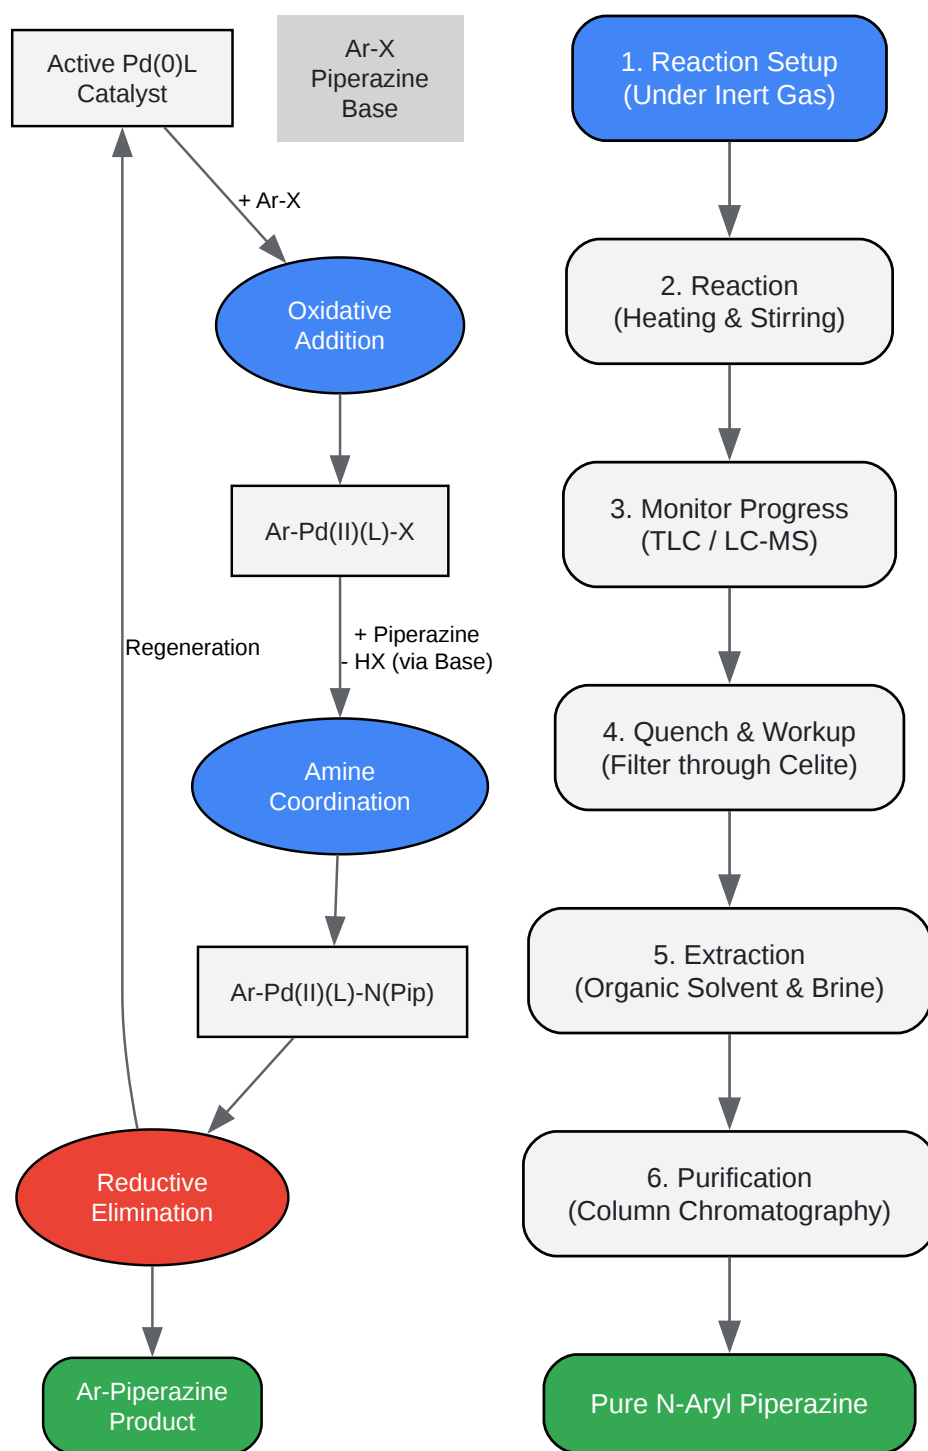 Active Pd(0)L
Catalyst
Ar-X
Piperazine
Base
+ Ar-X
Oxidative
Addition
Ar-Pd(II)(L)-X
+ Piperazine
- HX (via Base)
Regeneration
Amine
Coordination
Ar-Pd(II)(L)-N(Pip)
Reductive
Elimination
Ar-Piperazine
Product
1. Reaction Setup
(Under Inert Gas)
2. Reaction
(Heating & Stirring)
3. Monitor Progress
(TLC / LC-MS)
4. Quench & Workup
(Filter through Celite)
5. Extraction
(Organic Solvent & Brine)
6. Purification
(Column Chromatography)
Pure N-Aryl Piperazine